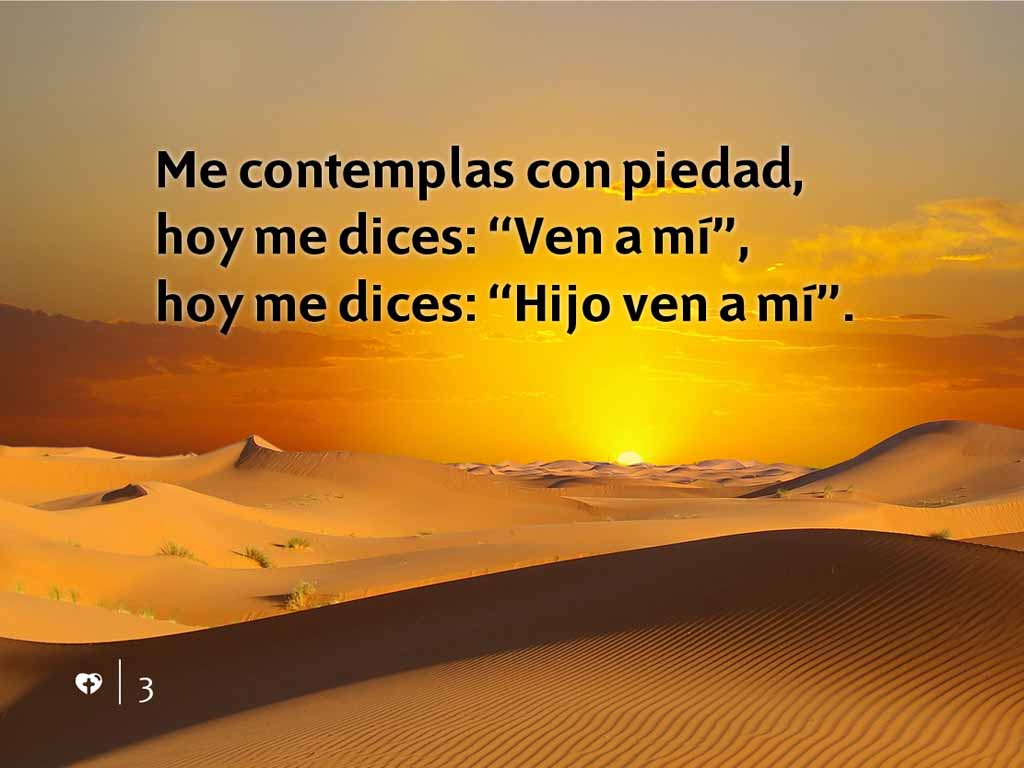 Me contemplas con piedad,
hoy me dices: “Ven a mí”,
hoy me dices: “Hijo ven a mí”.
3